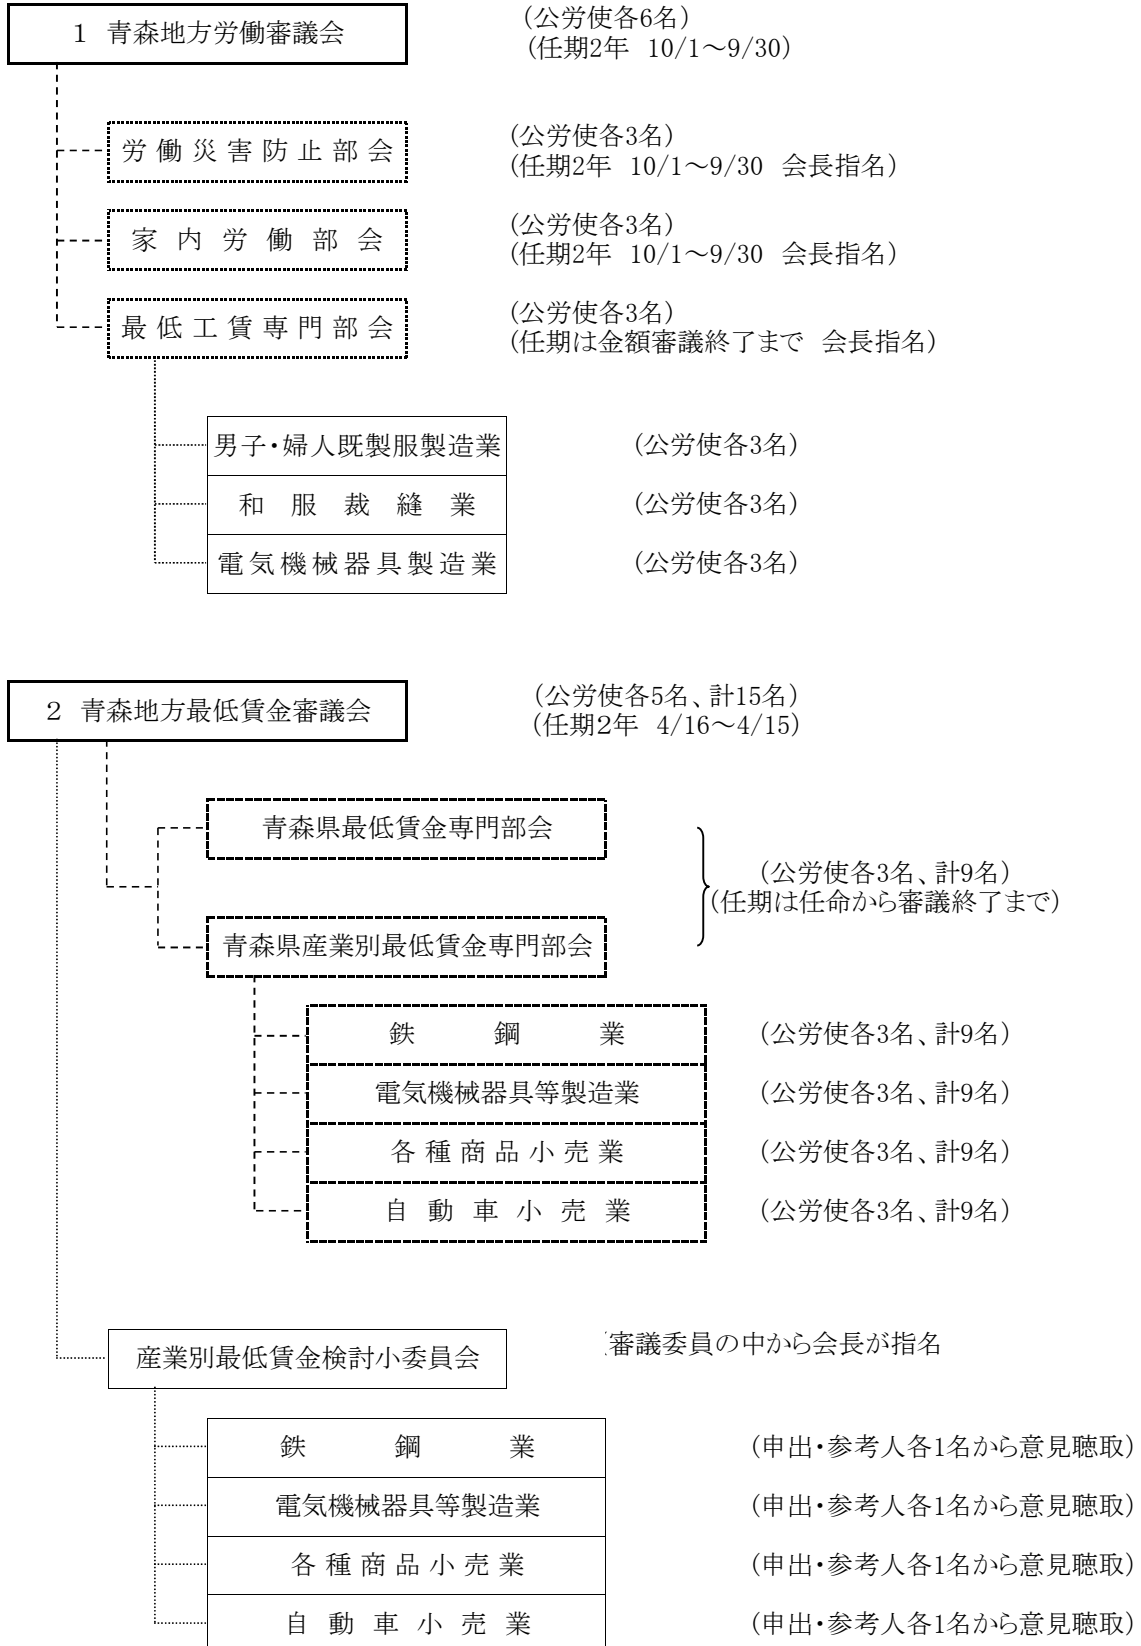 1 青森地方労働審議会
(公労使各6名)
(任期2年 10/1～9/30)
労働災害防止部会
(公労使各3名)
(任期2年 10/1～9/30 会長指名)
家内労働部会
(公労使各3名)
(任期2年 10/1～9/30 会長指名)
最低工賃専門部会
(公労使各3名)
(任期は金額審議終了まで 会長指名)
男子・婦人既製服製造業
(公労使各3名)
和服裁縫業
(公労使各3名)
電気機械器具製造業
(公労使各3名)
2 青森地方最低賃金審議会
(公労使各5名、計15名)
(任期２年 4/16～4/15)
青森県最低賃金専門部会
(公労使各3名、計9名)
(任期は任命から審議終了まで)
青森県産業別最低賃金専門部会
鉄鋼業
(公労使各3名、計9名)
電気機械器具等製造業
(公労使各3名、計9名)
各種商品小売業
(公労使各3名、計9名)
自動車小売業
(公労使各3名、計9名)
産業別最低賃金検討小委員会
審議委員の中から会長が指名
鉄鋼業
(申出・参考人各1名から意見聴取)
電気機械器具等製造業
(申出・参考人各1名から意見聴取)
各種商品小売業
(申出・参考人各1名から意見聴取)
自動車小売業
(申出・参考人各1名から意見聴取)